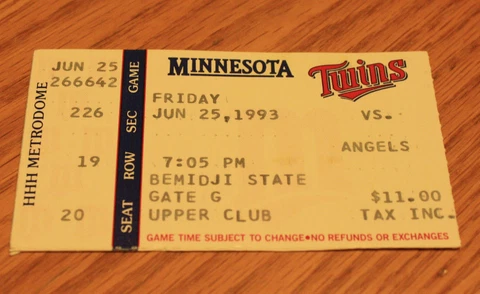 HHH METRODOME
JUN 25
266642
226
19
20
GAME
SEC
ROW
SEAT
MINNESOTA Twins
FRIDAY
JUN 25,1993 VS.
ANGELS
7:05 PM
BEMIDJI STATE
GATE G $11.00
UPPER CLUB TAX INC.
GAME TIME SUBJECT TO CHANGE★NO REFUNDS OR EXCHANGES